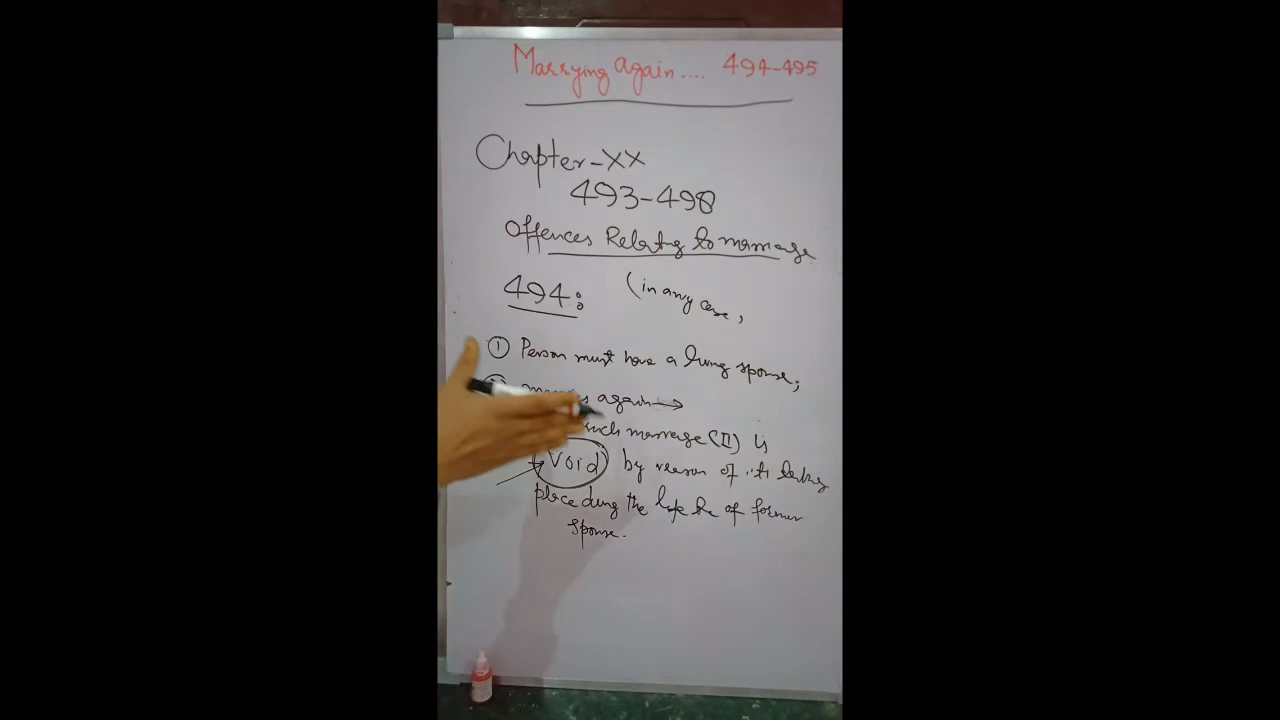 Marrying again.... 494-495
Chapter-XX
493-498
Offences Relating to marriage
494: (in any case,
① Person must have a living spouse;
again→
such marriage (II) is
Void by reason of its taking
place during the life of former
spouse.